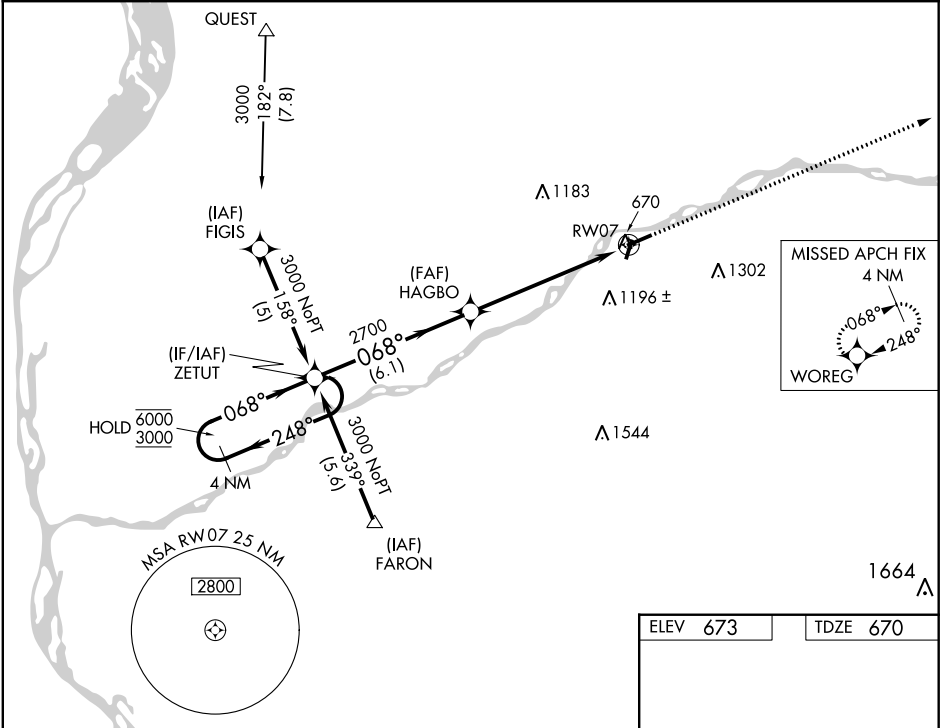 QUEST
3000
182°
(7.8)
(IAF)
FIGIS
3000 NoPT
158°
(5)
(IF/IAF)
ZETUT
2700
068°
(6.1)
(FAF)
HAGBO
RW07
670
1183
1302
1196 ±
1544
1664
MISSED APCH FIX
4 NM
068°
248°
WOREG
HOLD
6000
3000
068°
248°
4 NM
3000 NoPT
339°
(5.6)
(IAF)
FARON
MSA RW07 25 NM
2800
ELEV 673
TDZE 670